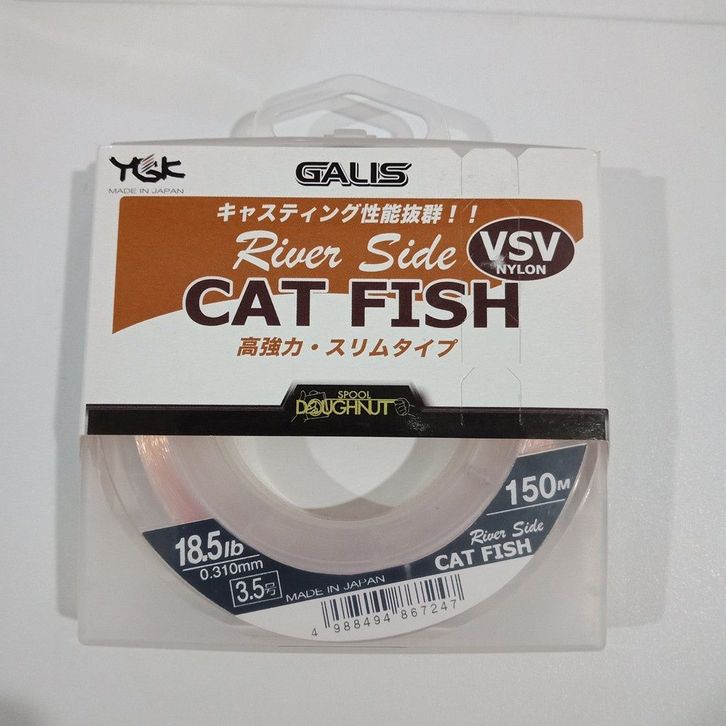 YGK
MADE IN JAPAN
GALIS
キャスティング性能抜群！！
River Side
VSV
NYLON
CAT FISH
高強力・スリムタイプ
SPOOL
DOUGHNUT
150M
River Side
CAT FISH
18.5lb
0.310mm
3.5号
MADE IN JAPAN
4 988494 867247